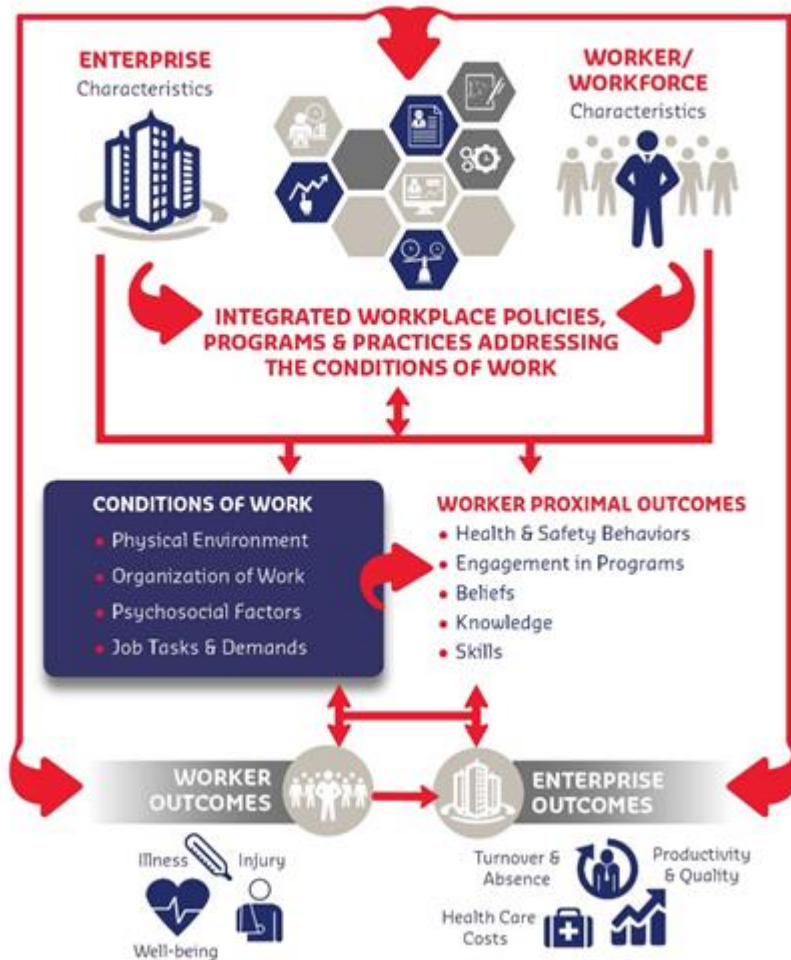 ENTERPRISE
Characteristics
WORKER/
WORKFORCE
Characteristics
INTEGRATED WORKPLACE POLICIES,
PROGRAMS & PRACTICES ADDRESSING
THE CONDITIONS OF WORK
CONDITIONS OF WORK
• Physical Environment
• Organization of Work
• Psychosocial Factors
• Job Tasks & Demands
WORKER PROXIMAL OUTCOMES
• Health & Safety Behaviors
• Engagement in Programs
• Beliefs
• Knowledge
• Skills
WORKER
OUTCOMES
ENTERPRISE
OUTCOMES
Illness
Injury
Well-being
Turnover &
Absence
Productivity
& Quality
Health Care
Costs